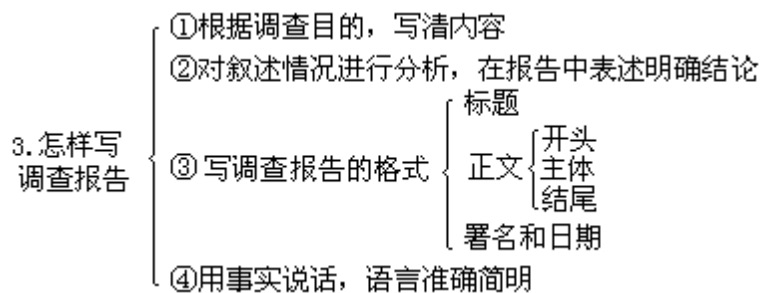 3.怎样写
调查报告
①根据调查目的，写清内容
②对叙述情况进行分析，在报告中表述明确结论
③写调查报告的格式
标题
正文
开头
主体
结尾
署名和日期
④用事实说话，语言准确简明